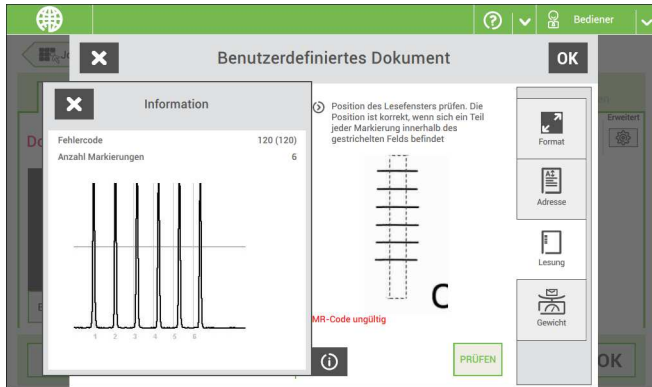 Bediener
Jo
Benutzerdefiniertes Dokument
OK
Information
Fehlercode 120 (120)
Anzahl Markierungen 6
1 2 3 4 5 6
Position des Lesefensters prüfen. Die
Position ist korrekt, wenn sich ein Teil
jeder Markierung innerhalb des
gestrichelten Felds befindet
C
MR-Code ungültig
PRÜFEN
Format
Adresse
Lesung
Gewicht
Erweitert
Do
E
OK